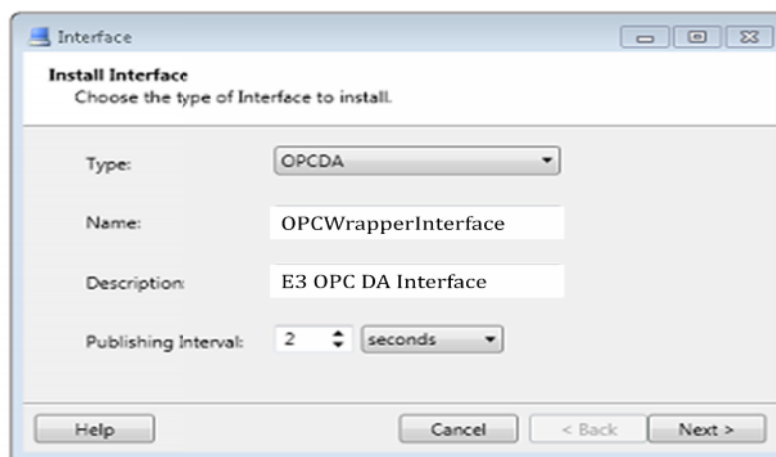 Interface
Install Interface
Choose the type of Interface to install.
Type: OPCDA
Name: OPCWrapperInterface
Description: E3 OPC DA Interface
Publishing Interval: 2 seconds
Help Cancel < Back Next >